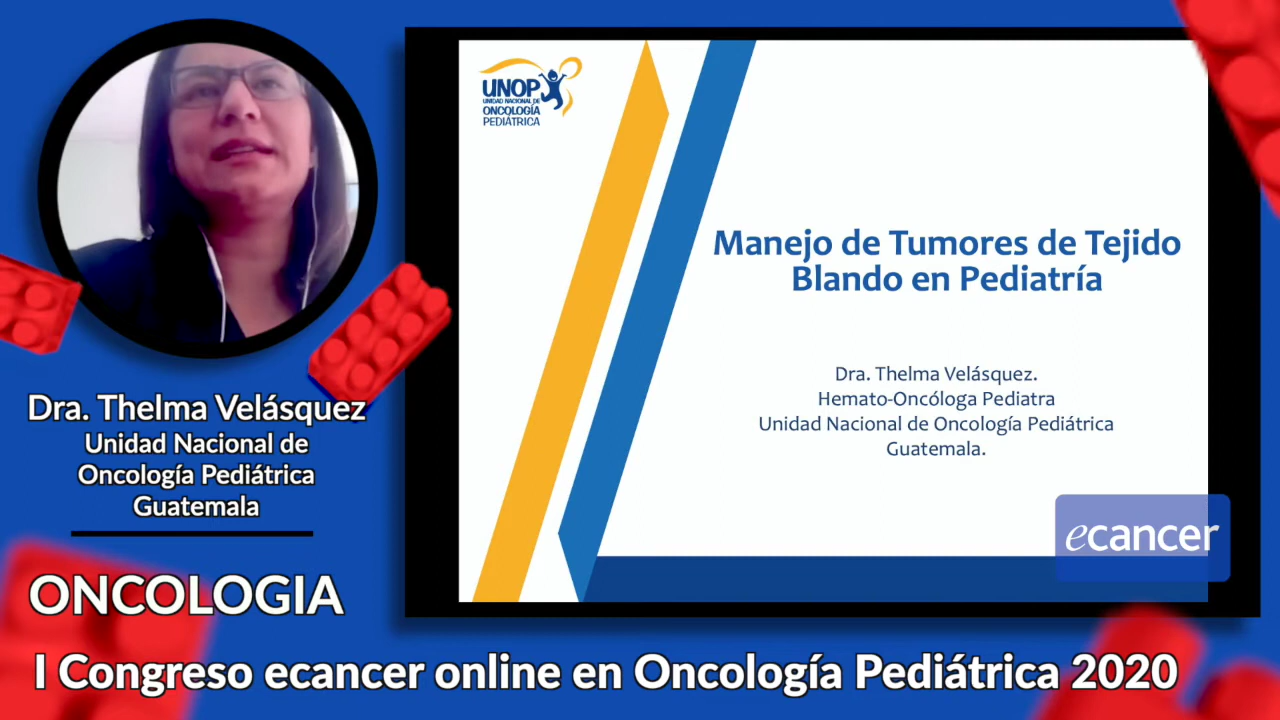 UNOP
UNIDAD NACIONAL DE
ONCOLOGÍA
PEDIÁTRICA
Manejo de Tumores de Tejido
Blando en Pediatría
Dra. Thelma Velásquez.
Hemato-Oncóloga Pediatra
Unidad Nacional de Oncología Pediátrica
Guatemala.
ecancer
Dra. Thelma Velásquez
Unidad Nacional de
Oncología Pediátrica
Guatemala
ONCOLOGIA
I Congreso ecancer online en Oncología Pediátrica 2020